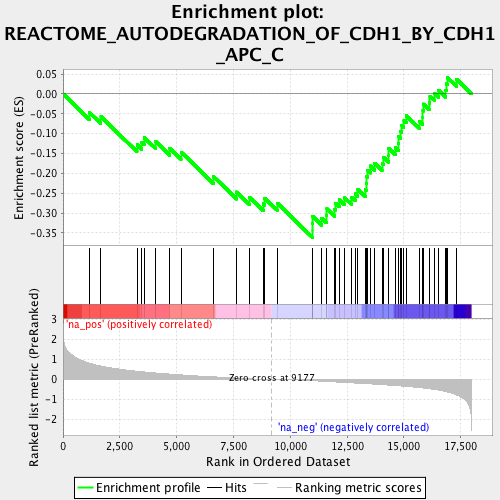 Enrichment plot:
REACTOME_AUTODEGRADATION_OF_CDH1_BY_CDH1
_APC_C
Enrichment score (ES)
0.05
0.00
-0.05
-0.10
-0.15
-0.20
-0.25
-0.30
-0.35
'na_pos' (positively correlated)
Ranked list metric (PreRanked)
3
2
1
0
-1
-2
Zero cross at 9177
'na_neg' (negatively correlated)
0
2,500
5,000
7,500
10,000
12,500
15,000
17,500
Rank in Ordered Dataset
Enrichment profile
Hits
Ranking metric scores